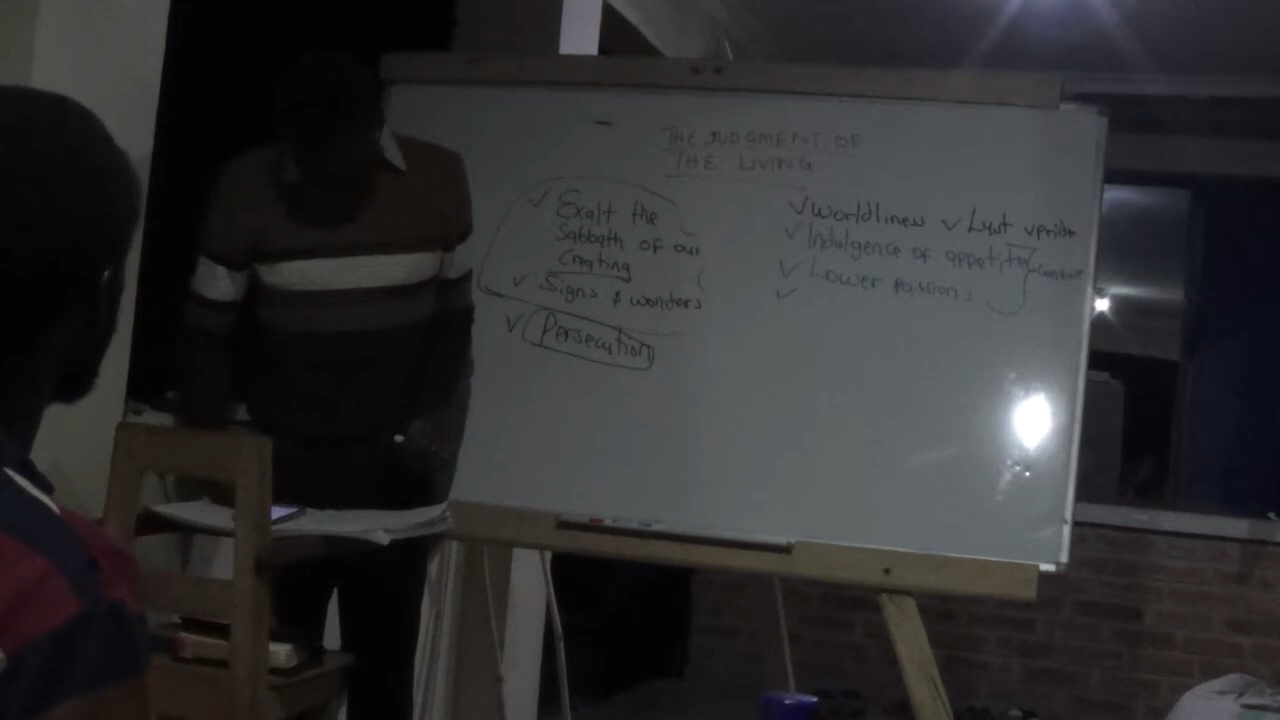 THE JUDGMENT OF
THE LIVING
✓ Exalt the
Sabbath of our
✓ Signs & wonders
✓ Persecution
✓ Worldliness ✓ Lust ✓ pride
✓ Indulgence of appetite
✓ Lower passions
✓